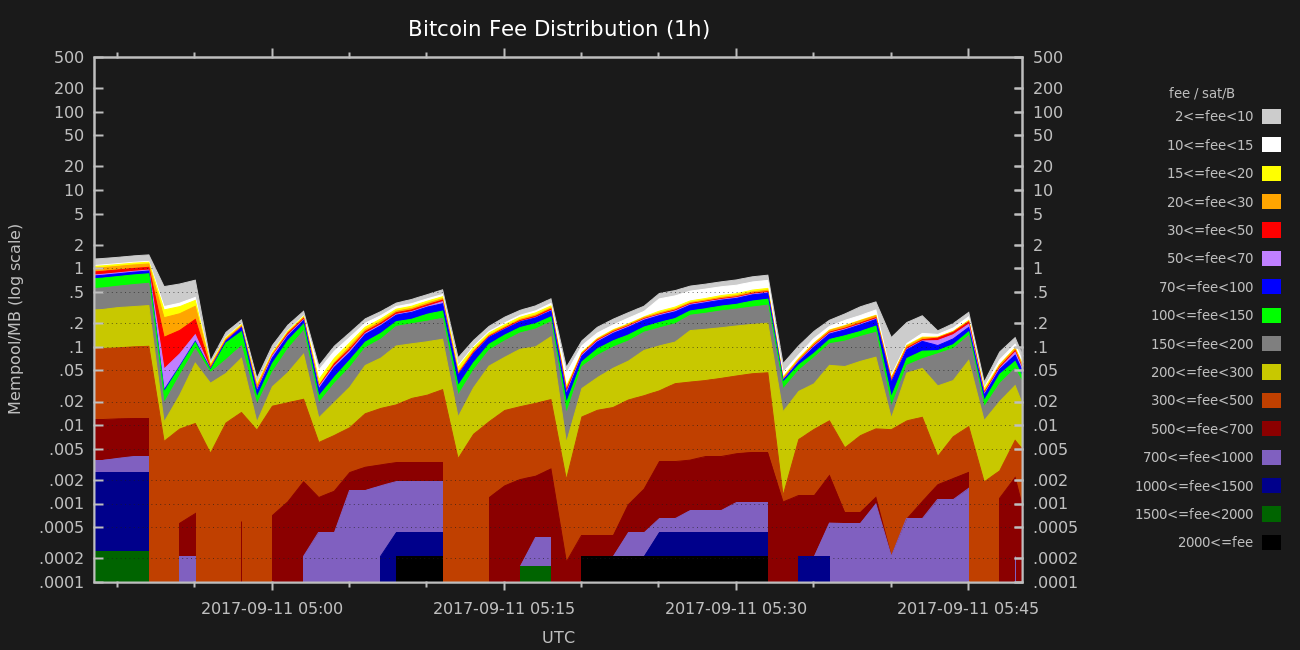 Bitcoin Fee Distribution (1h)
Mempool/MB (log scale)
500
200
100
50
20
10
5
2
1
.5
.2
.1
.05
.02
.01
.005
.002
.001
.0005
.0002
.0001
500
200
100
50
20
10
5
2
1
.5
.2
.1
.05
.02
.01
.005
.002
.001
.0005
.0002
.0001
2017-09-11 05:00
2017-09-11 05:15
2017-09-11 05:30
2017-09-11 05:45
UTC
fee / sat/B
2<=fee<10
10<=fee<15
15<=fee<20
20<=fee<30
30<=fee<50
50<=fee<70
70<=fee<100
100<=fee<150
150<=fee<200
200<=fee<300
300<=fee<500
500<=fee<700
700<=fee<1000
1000<=fee<1500
1500<=fee<2000
2000<=fee